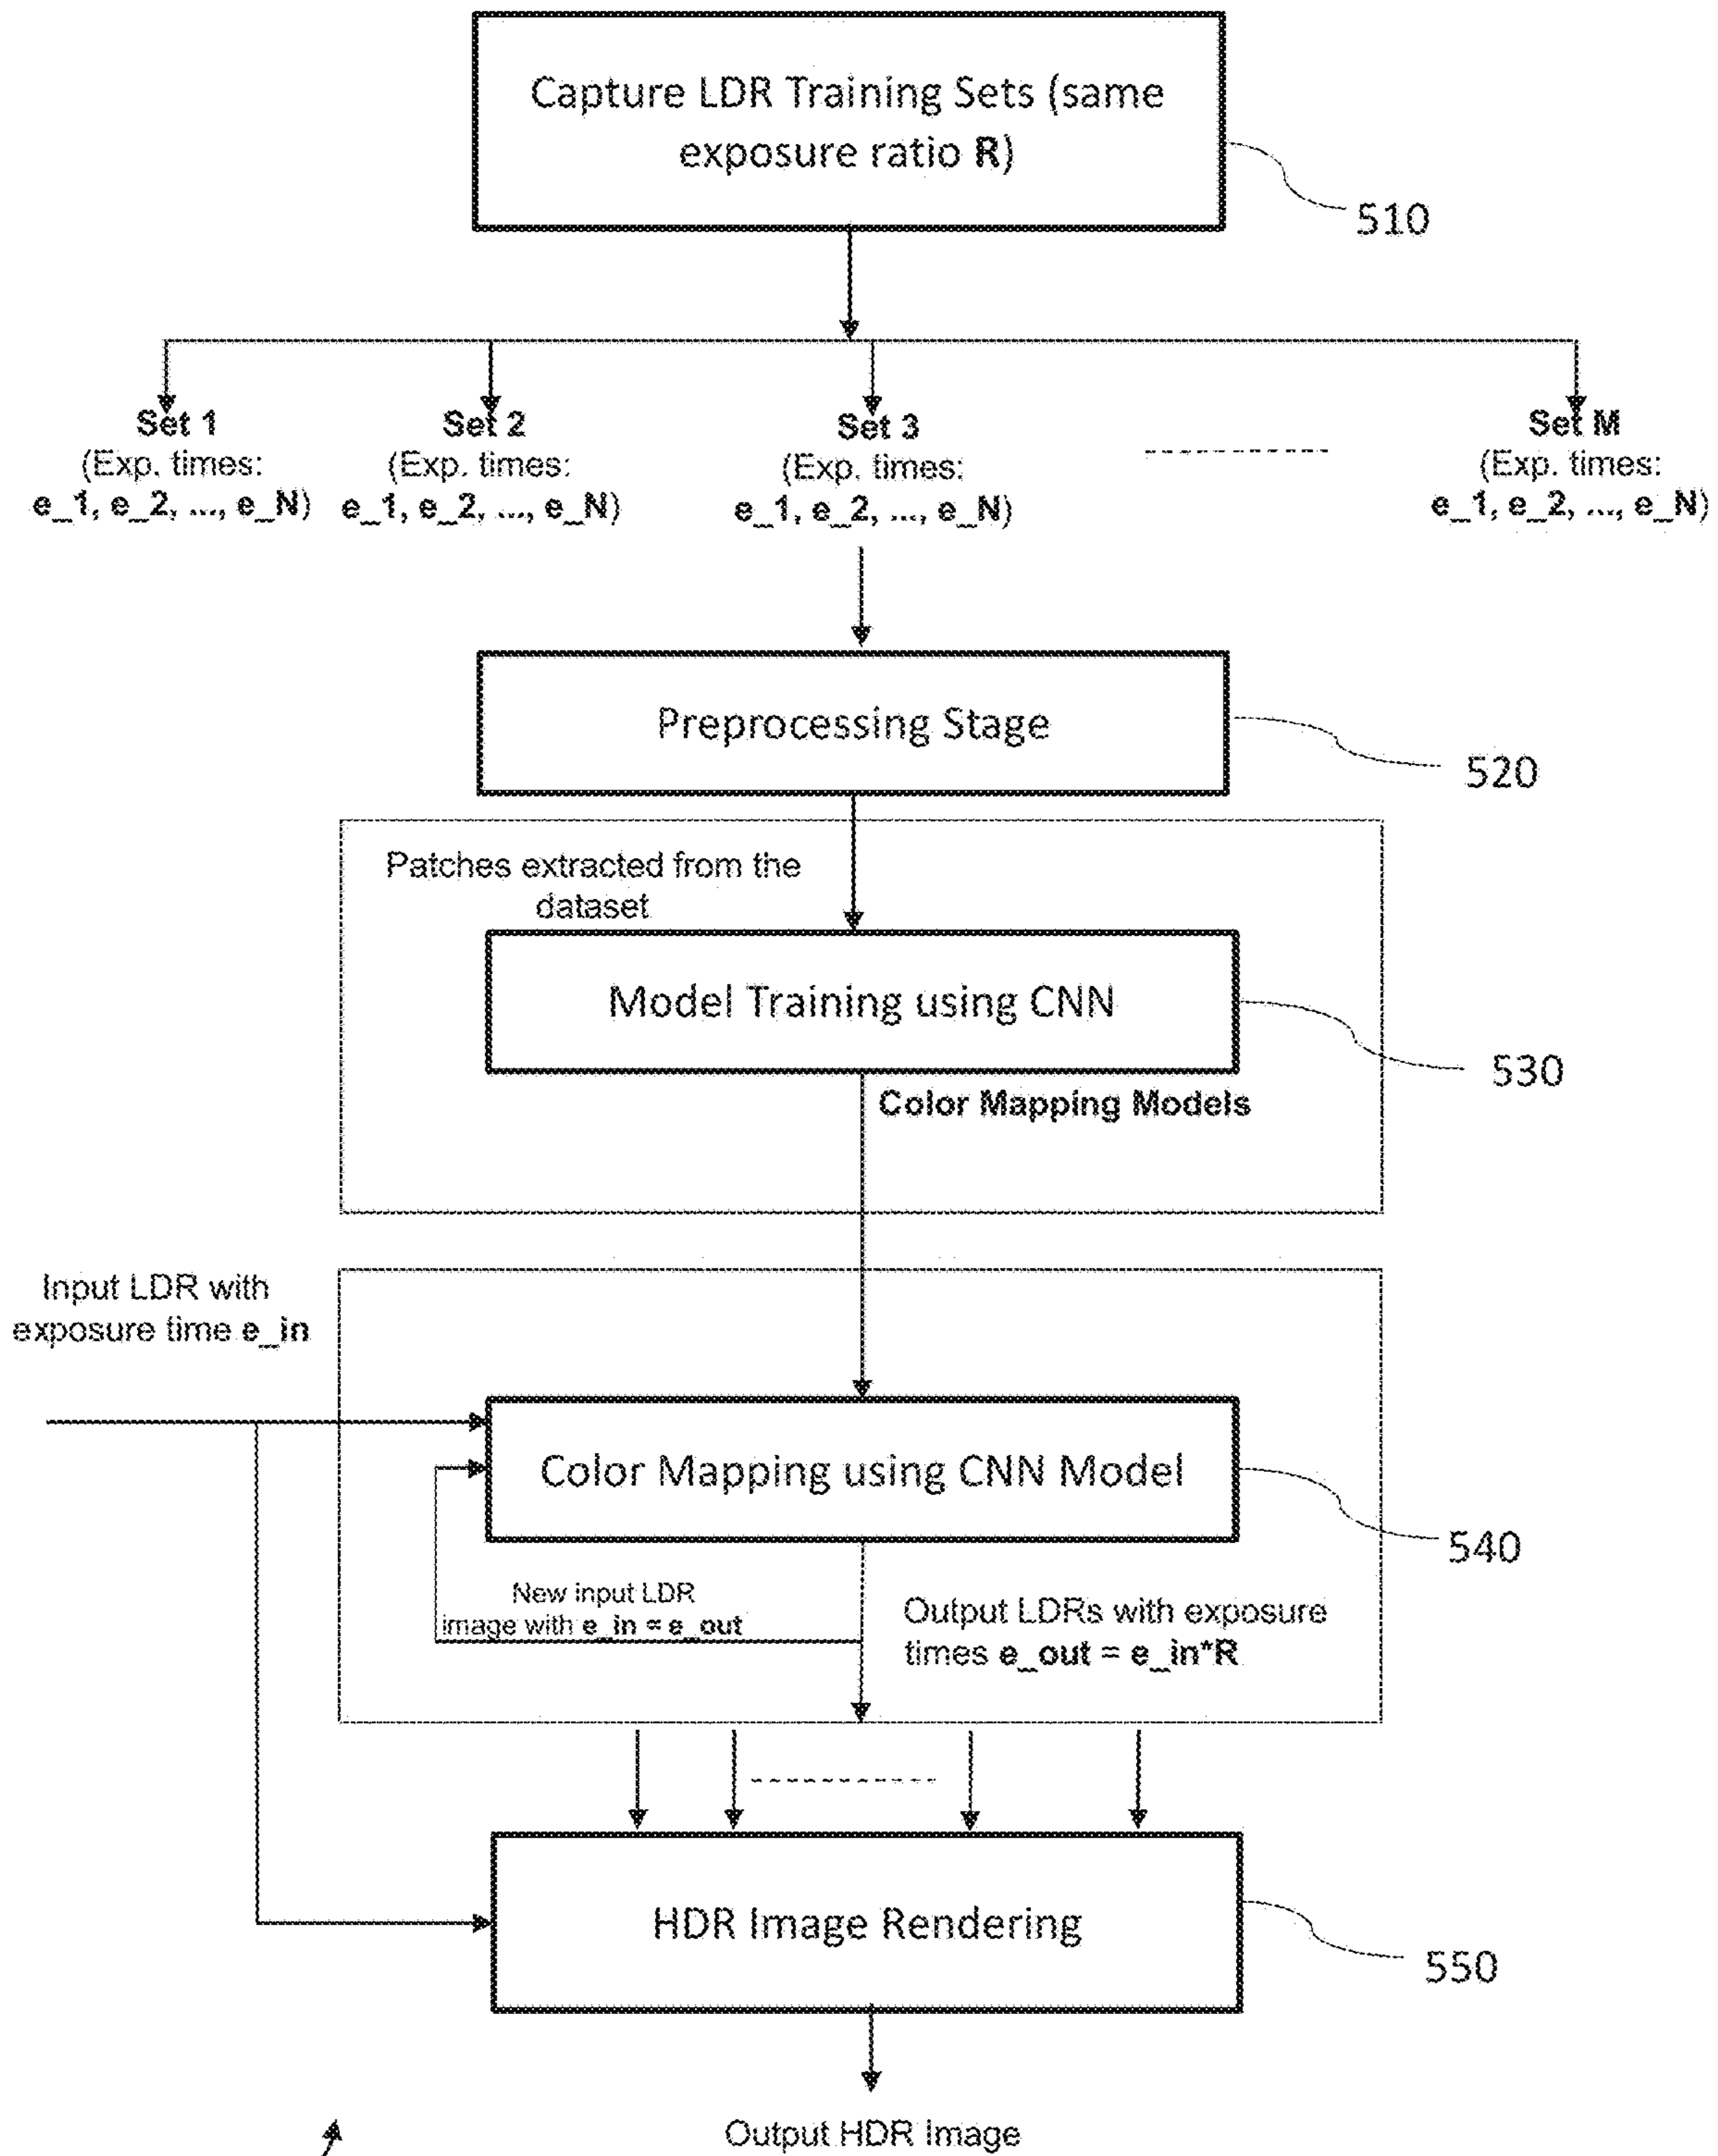 Capture LDR Training Sets (same
exposure ratio R)
510
Set 1
(Exp. times:
e_1, e_2, ..., e_N)
Set 2
(Exp. times:
e_1, e_2, ..., e_N)
Set 3
(Exp. times:
e_1, e_2, ..., e_N)
Set M
(Exp. times:
e_1, e_2, ..., e_N)
Preprocessing Stage
520
Patches extracted from the
dataset
Model Training using CNN
530
Color Mapping Models
Input LDR with
exposure time e_in
Color Mapping using CNN Model
540
New input LDR
image with e_in = e_out
Output LDRs with exposure
times e_out = e_in*R
HDR Image Rendering
550
Output HDR Image